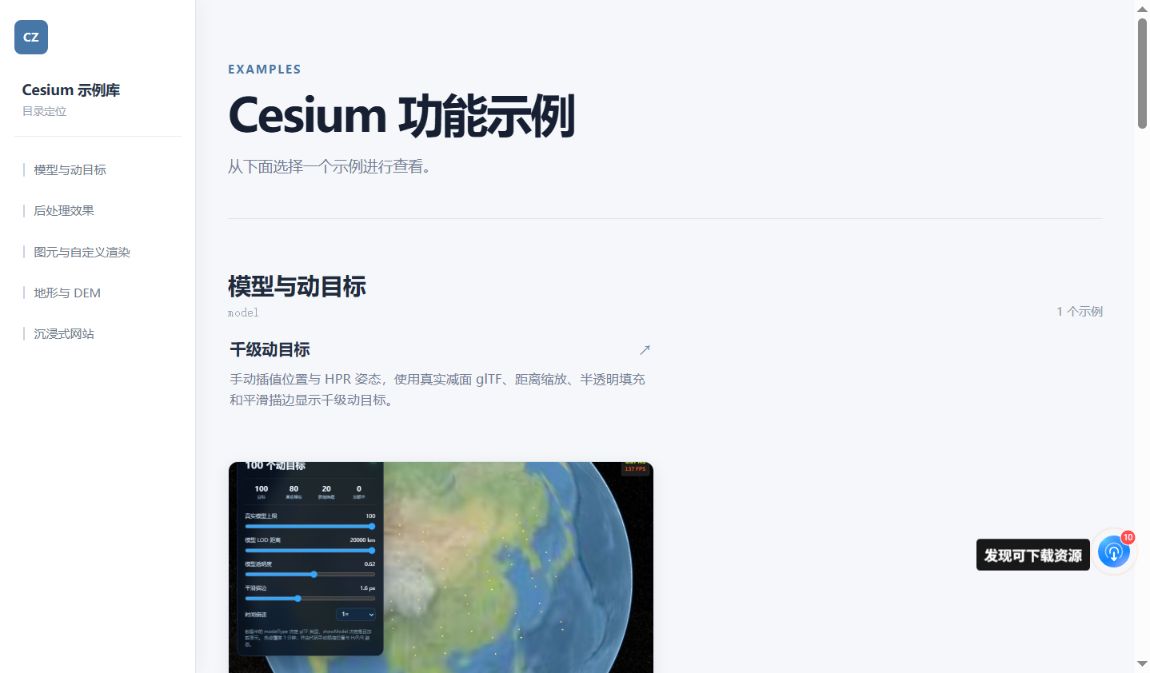 CZ
Cesium 示例库
目录定位
模型与动目标
后处理效果
图元与自定义渲染
地形与 DEM
沉浸式网站
EXAMPLES
Cesium 功能示例
从下面选择一个示例进行查看。
模型与动目标
model
1 个示例
千级动目标
↗
手动插值位置与 HPR 姿态，使用真实减面 glTF、距离缩放、半透明填充
和平滑描边显示千级动目标。
100 个动目标
137 FPS
100 80 20 0
目标
真实模型上限 100
模型 LOD 距离 20000 km
模型透明度 0.62
平滑描边 1.6 px
时间倍速 1×
发现可下载资源
10